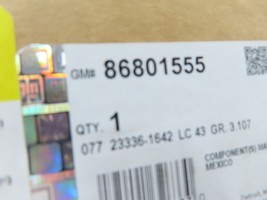 GM# 86801555
QTY. 1
077 23336-1642 LC 43 GR. 3.107
COMPONENT(S) MA
MEXICO